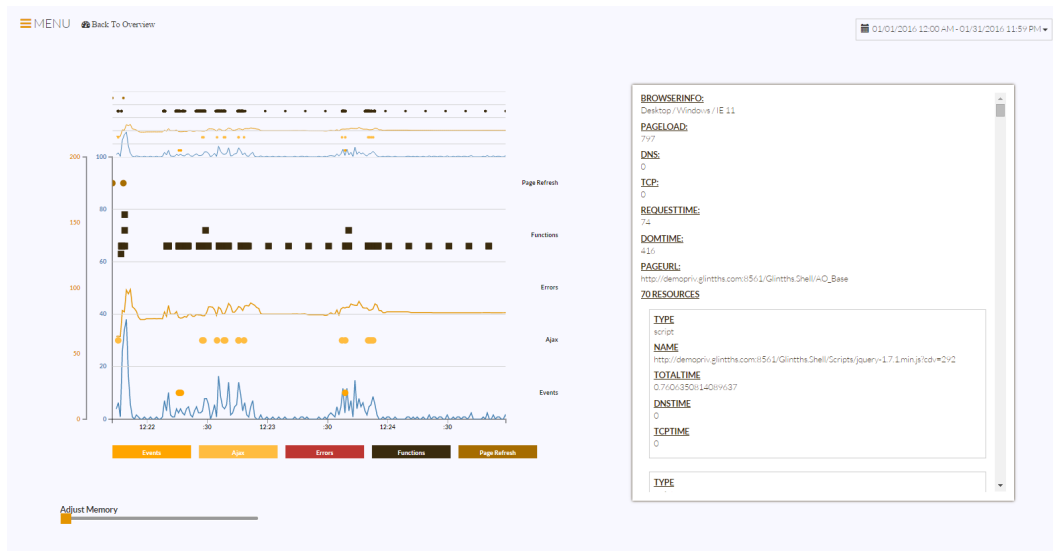 MENU
Back To Overview
01/01/2016 12:00 AM - 01/31/2016 11:59 PM
200
100
Page Refresh
80
150
Functions
60
100
Errors
40
Ajax
50
20
Events
0
0
12:22
:30
12:23
:30
12:24
:30
Events
Ajax
Errors
Functions
Page Refresh
Adjust Memory
BROWSERINFO:
Desktop / Windows / IE 11
PAGELOAD:
797
DNS:
0
TCP:
0
REQUESTTIME:
74
DOMTIME:
416
PAGEURL:
http://demopriv.glintths.com:8561/Glintths.Shell/AO_Base
70 RESOURCES
TYPE
script
NAME
http://demopriv.glintths.com:8561/Glintths.Shell/Scripts/jquery-1.7.1.min.js?cdv=292
TOTALTIME
0.7606350814089637
DNSTIME
0
TCPTIME
0
TYPE